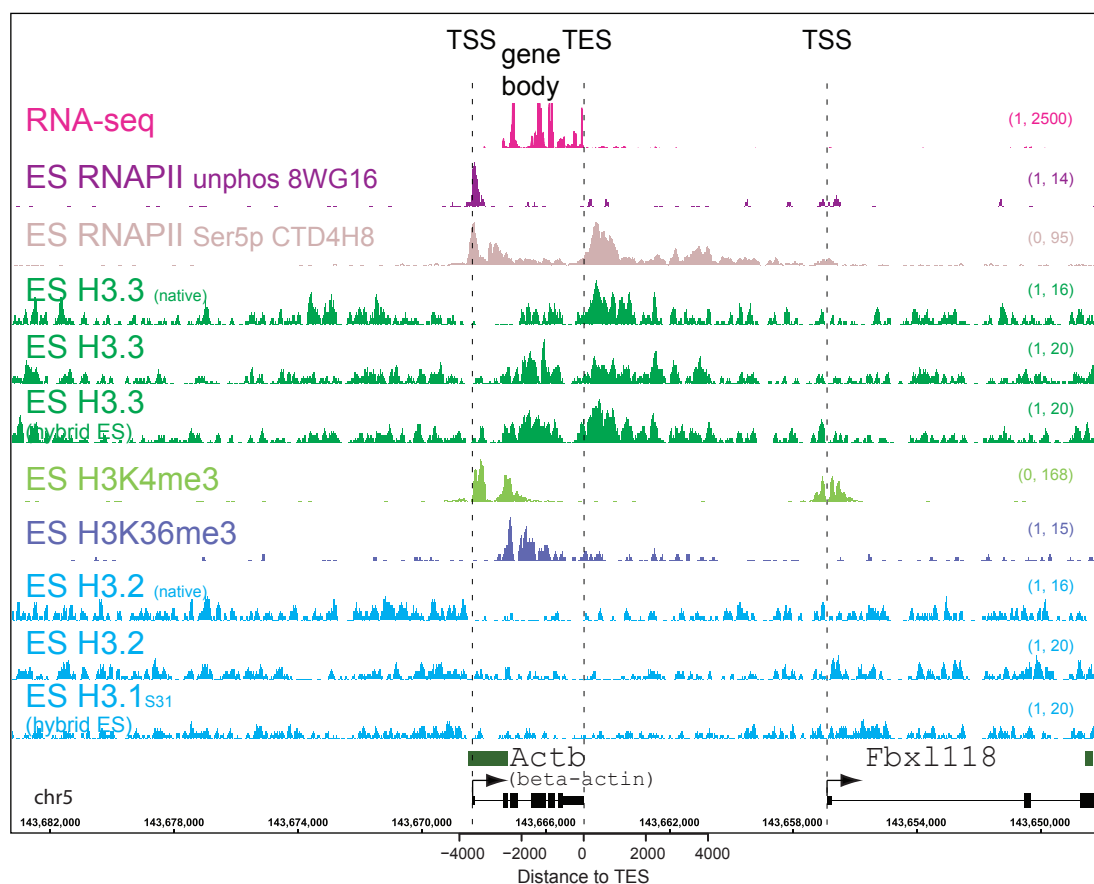 TSS TES TSS
gene
body
RNA-seq (1, 2500)
ES RNAPII unphos 8WG16 (1, 14)
ES RNAPII Ser5p CTD4H8 (0, 95)
ES H3.3 (native) (1, 16)
ES H3.3 (1, 20)
ES H3.3 (1, 20)
(hybrid ES)
ES H3K4me3 (0, 168)
ES H3K36me3 (1, 15)
ES H3.2 (native) (1, 16)
ES H3.2 (1, 20)
ES H3.1S31 (1, 20)
(hybrid ES)
Actb Fbxl118
(beta-actin)
chr5
143,682,000 143,678,000 143,674,000 143,670,000 143,666,000 143,662,000 143,658,000 143,654,000 143,650,000
−4000 −2000 0 2000 4000
Distance to TES